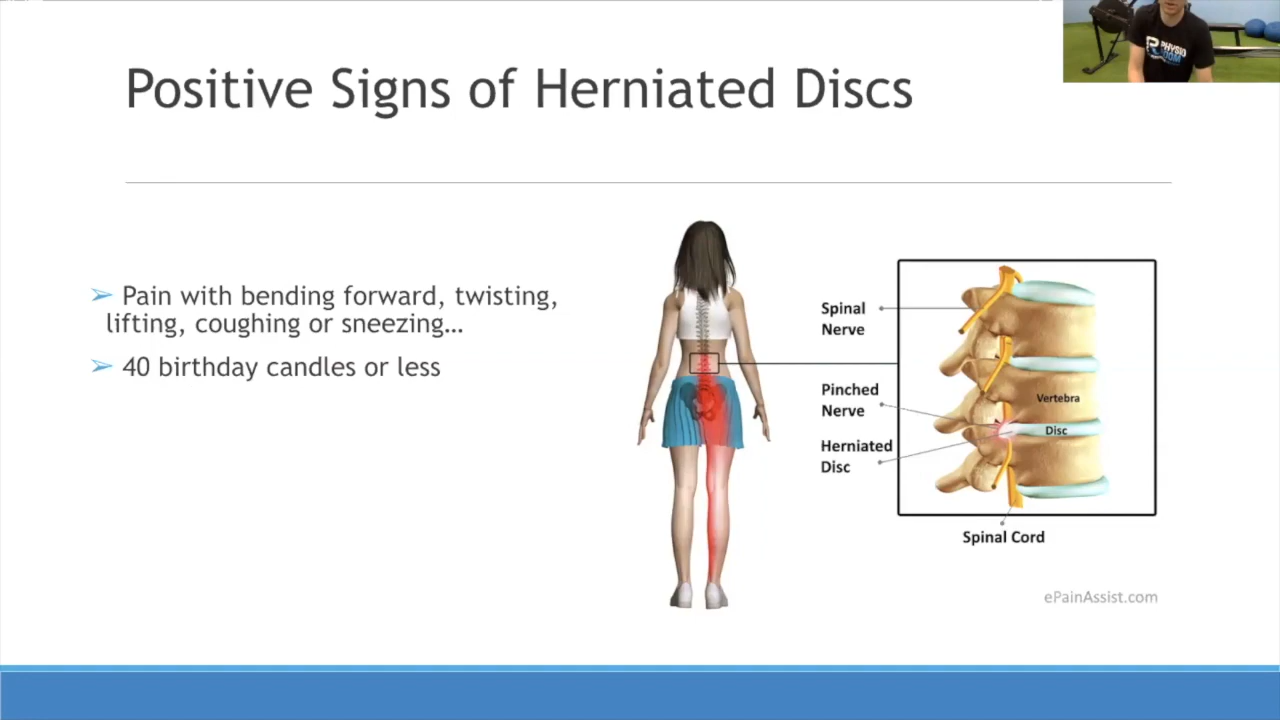 Positive Signs of Herniated Discs
➢ Pain with bending forward, twisting,
lifting, coughing or sneezing…
➢ 40 birthday candles or less
Spinal
Nerve
Pinched
Nerve
Herniated
Disc
Vertebra
Disc
Spinal Cord
ePainAssist.com
PHYSIO